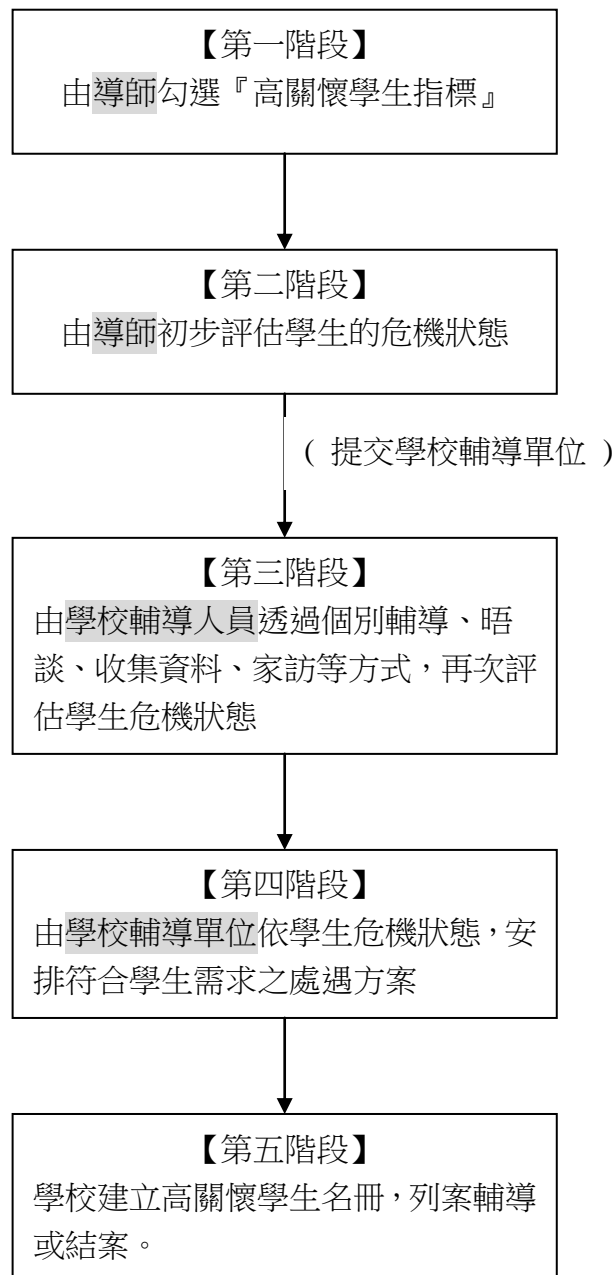 【第一階段】
由導師勾選『高關懷學生指標』
【第二階段】
由導師初步評估學生的危機狀態
( 提交學校輔導單位 )
【第三階段】
由學校輔導人員透過個別輔導、晤
談、收集資料、家訪等方式，再次評
估學生危機狀態
【第四階段】
由學校輔導單位依學生危機狀態，安
排符合學生需求之處遇方案
【第五階段】
學校建立高關懷學生名冊，列案輔導
或結案。